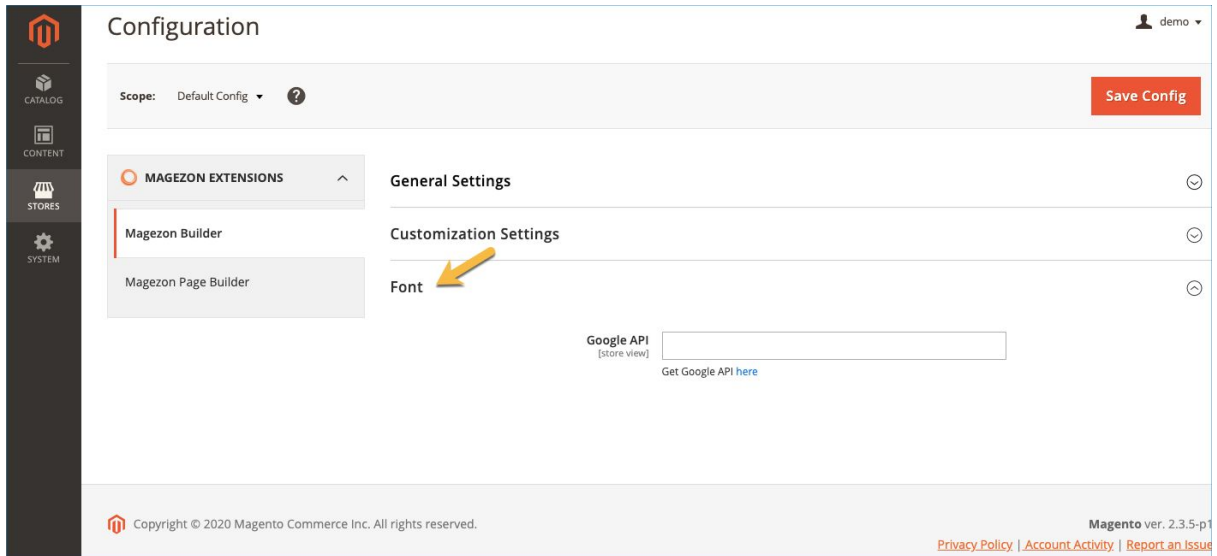 Configuration
demo
CATALOG
Scope: Default Config ?
Save Config
CONTENT
MAGEZON EXTENSIONS
General Settings
STORES
Magezon Builder
Customization Settings
SYSTEM
Magezon Page Builder
Font
Google API
[store view]
Get Google API here
Copyright © 2020 Magento Commerce Inc. All rights reserved.
Magento ver. 2.3.5-p1
Privacy Policy | Account Activity | Report an Issue